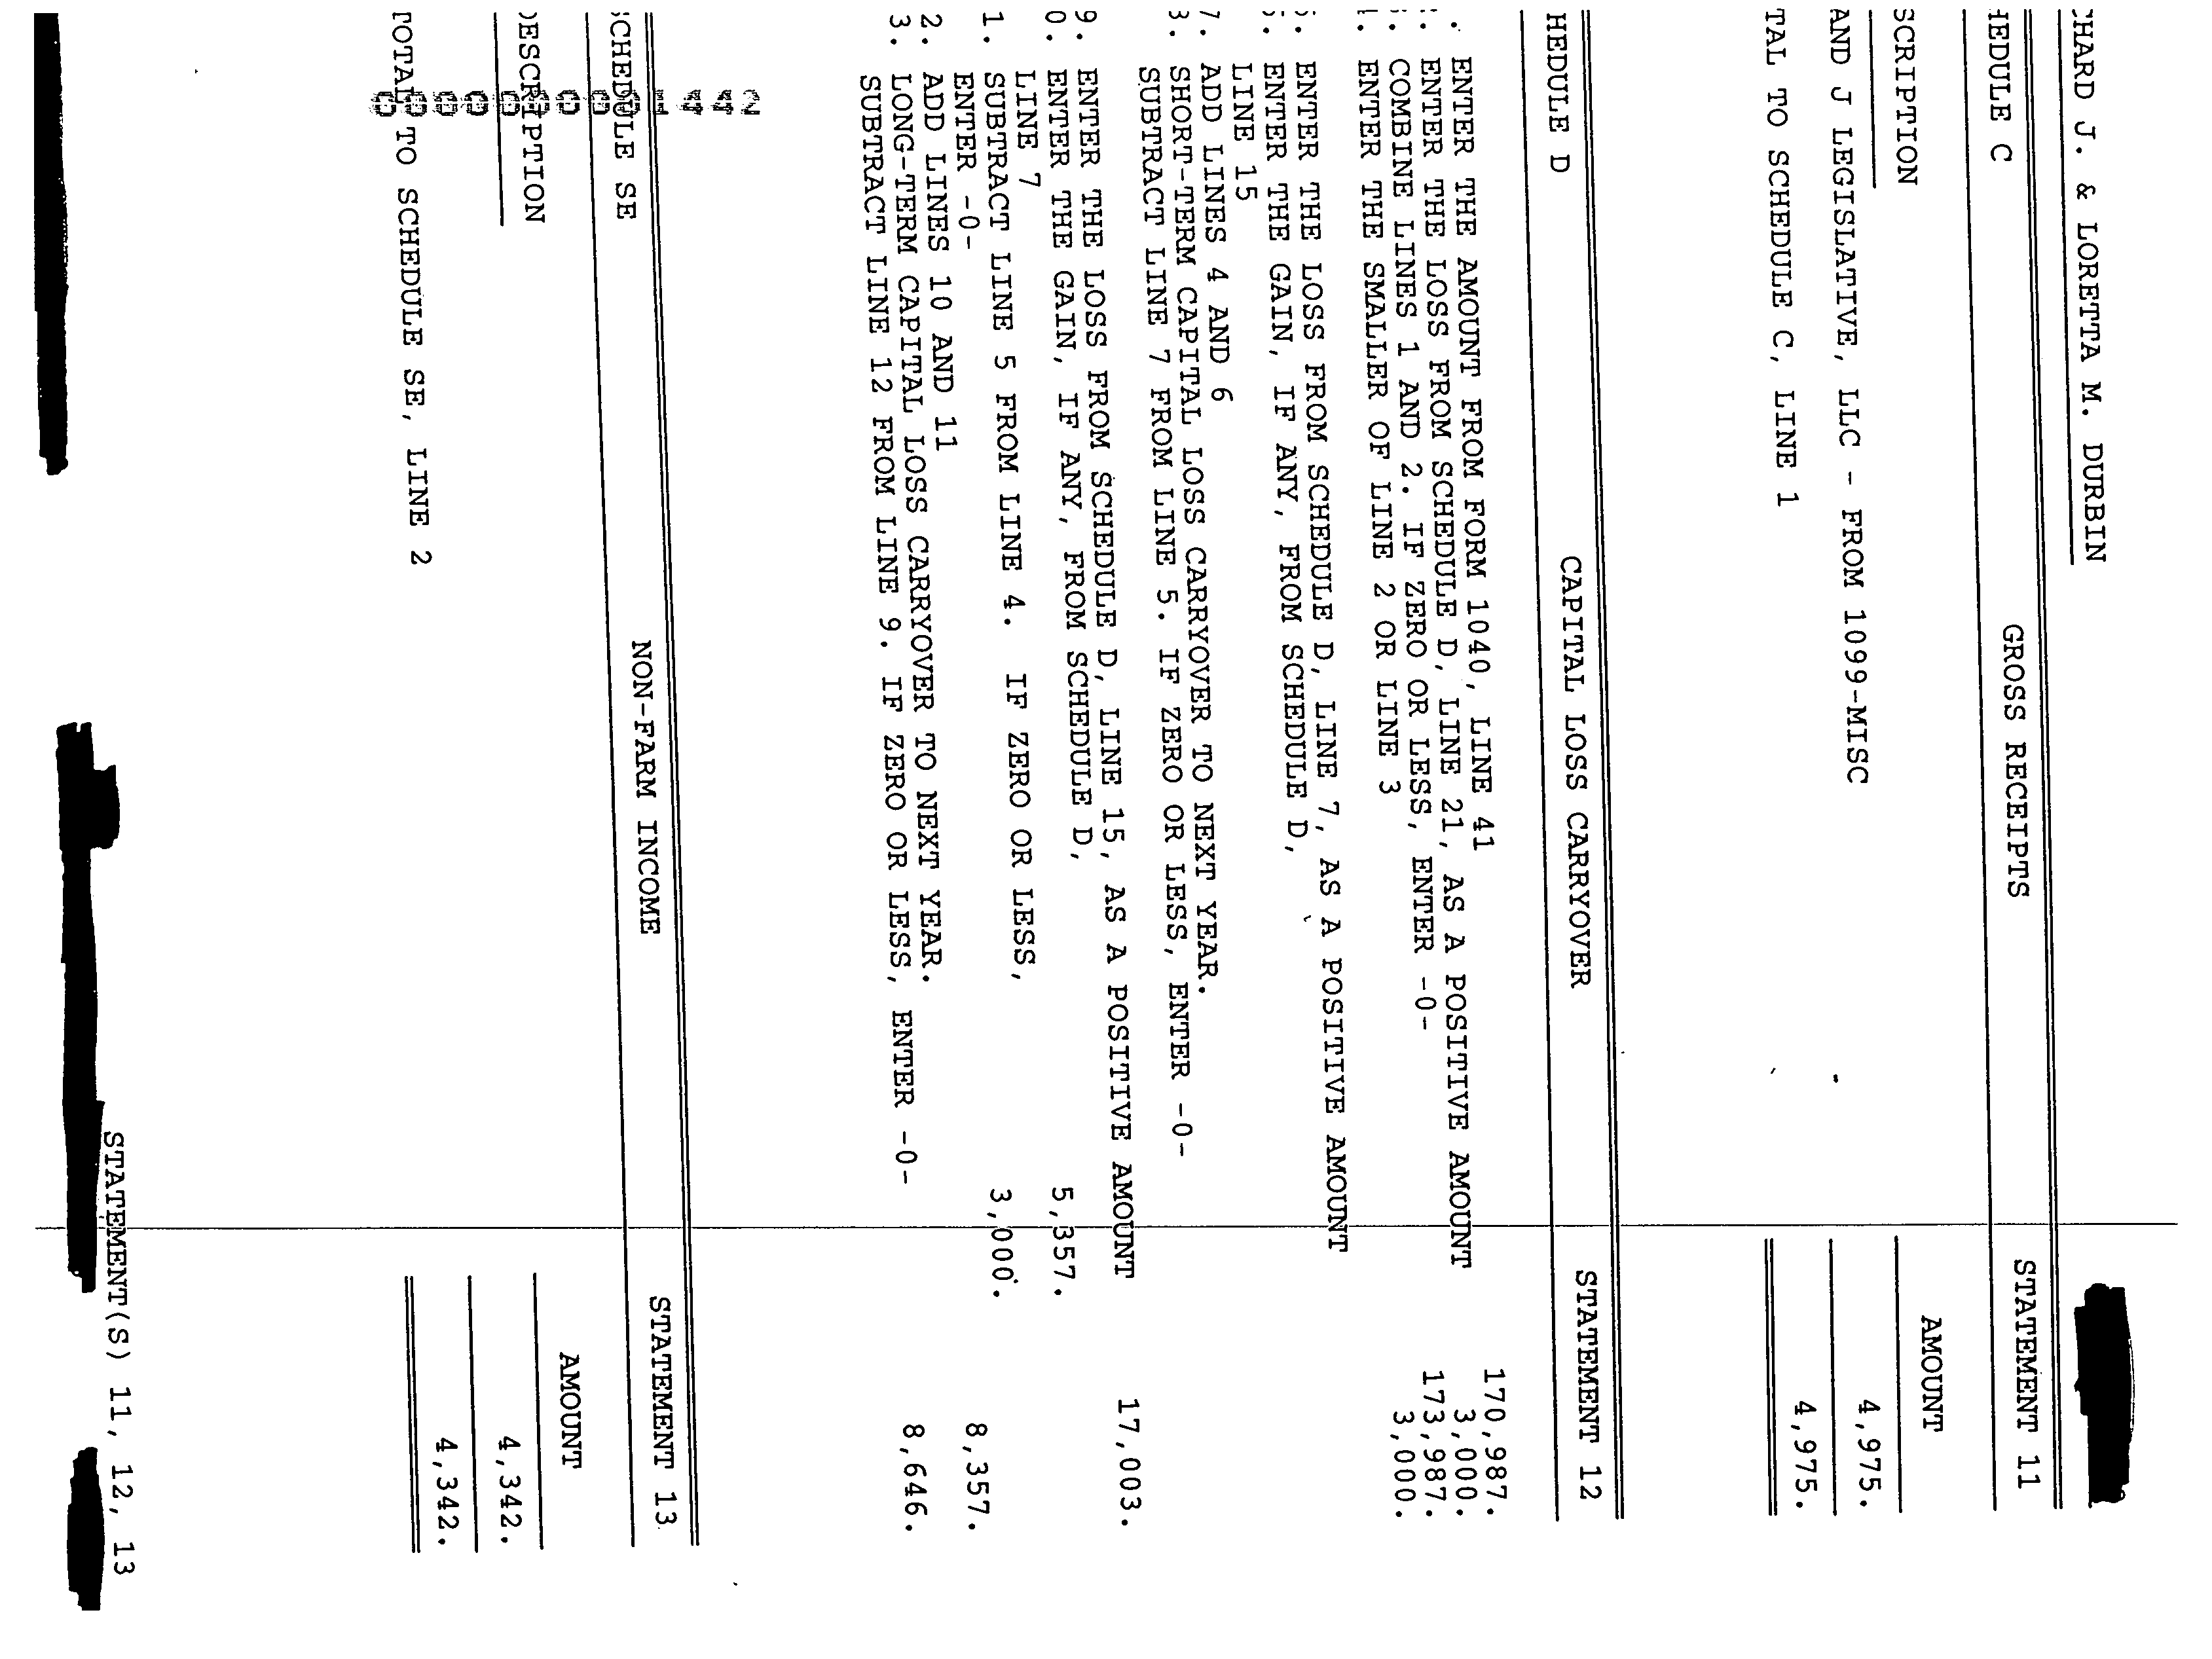 CHARD J. & LORETTA M. DURBIN
HEDULE C GROSS RECEIPTS STATEMENT 11
SCRIPTION AMOUNT
AND J LEGISLATIVE, LLC - FROM 1099-MISC 4,975.
TAL TO SCHEDULE C, LINE 1 4,975.
HEDULE D CAPITAL LOSS CARRYOVER STATEMENT 12
. ENTER THE AMOUNT FROM FORM 1040, LINE 41 170,987.
. ENTER THE LOSS FROM SCHEDULE D, LINE 21, AS A POSITIVE AMOUNT 3,000.
. COMBINE LINES 1 AND 2. IF ZERO OR LESS, ENTER -0- 173,987.
. ENTER THE SMALLER OF LINE 2 OR LINE 3 3,000.
. ENTER THE LOSS FROM SCHEDULE D, LINE 7, AS A POSITIVE AMOUNT
. ENTER THE GAIN, IF ANY, FROM SCHEDULE D,
LINE 15
7. ADD LINES 4 AND 6
3. SHORT-TERM CAPITAL LOSS CARRYOVER TO NEXT YEAR.
SUBTRACT LINE 7 FROM LINE 5. IF ZERO OR LESS, ENTER -0-
9. ENTER THE LOSS FROM SCHEDULE D, LINE 15, AS A POSITIVE AMOUNT 17,003.
0. ENTER THE GAIN, IF ANY, FROM SCHEDULE D,
LINE 7 5,357.
1. SUBTRACT LINE 5 FROM LINE 4. IF ZERO OR LESS,
ENTER -0- 3,000.
2. ADD LINES 10 AND 11 8,357.
3. LONG-TERM CAPITAL LOSS CARRYOVER TO NEXT YEAR.
SUBTRACT LINE 12 FROM LINE 9. IF ZERO OR LESS, ENTER -0- 8,646.
SCHEDULE SE NON-FARM INCOME STATEMENT 13
DESCRIPTION AMOUNT
4,342.
TOTAL TO SCHEDULE SE, LINE 2 4,342.
STATEMENT(S) 11, 12, 13